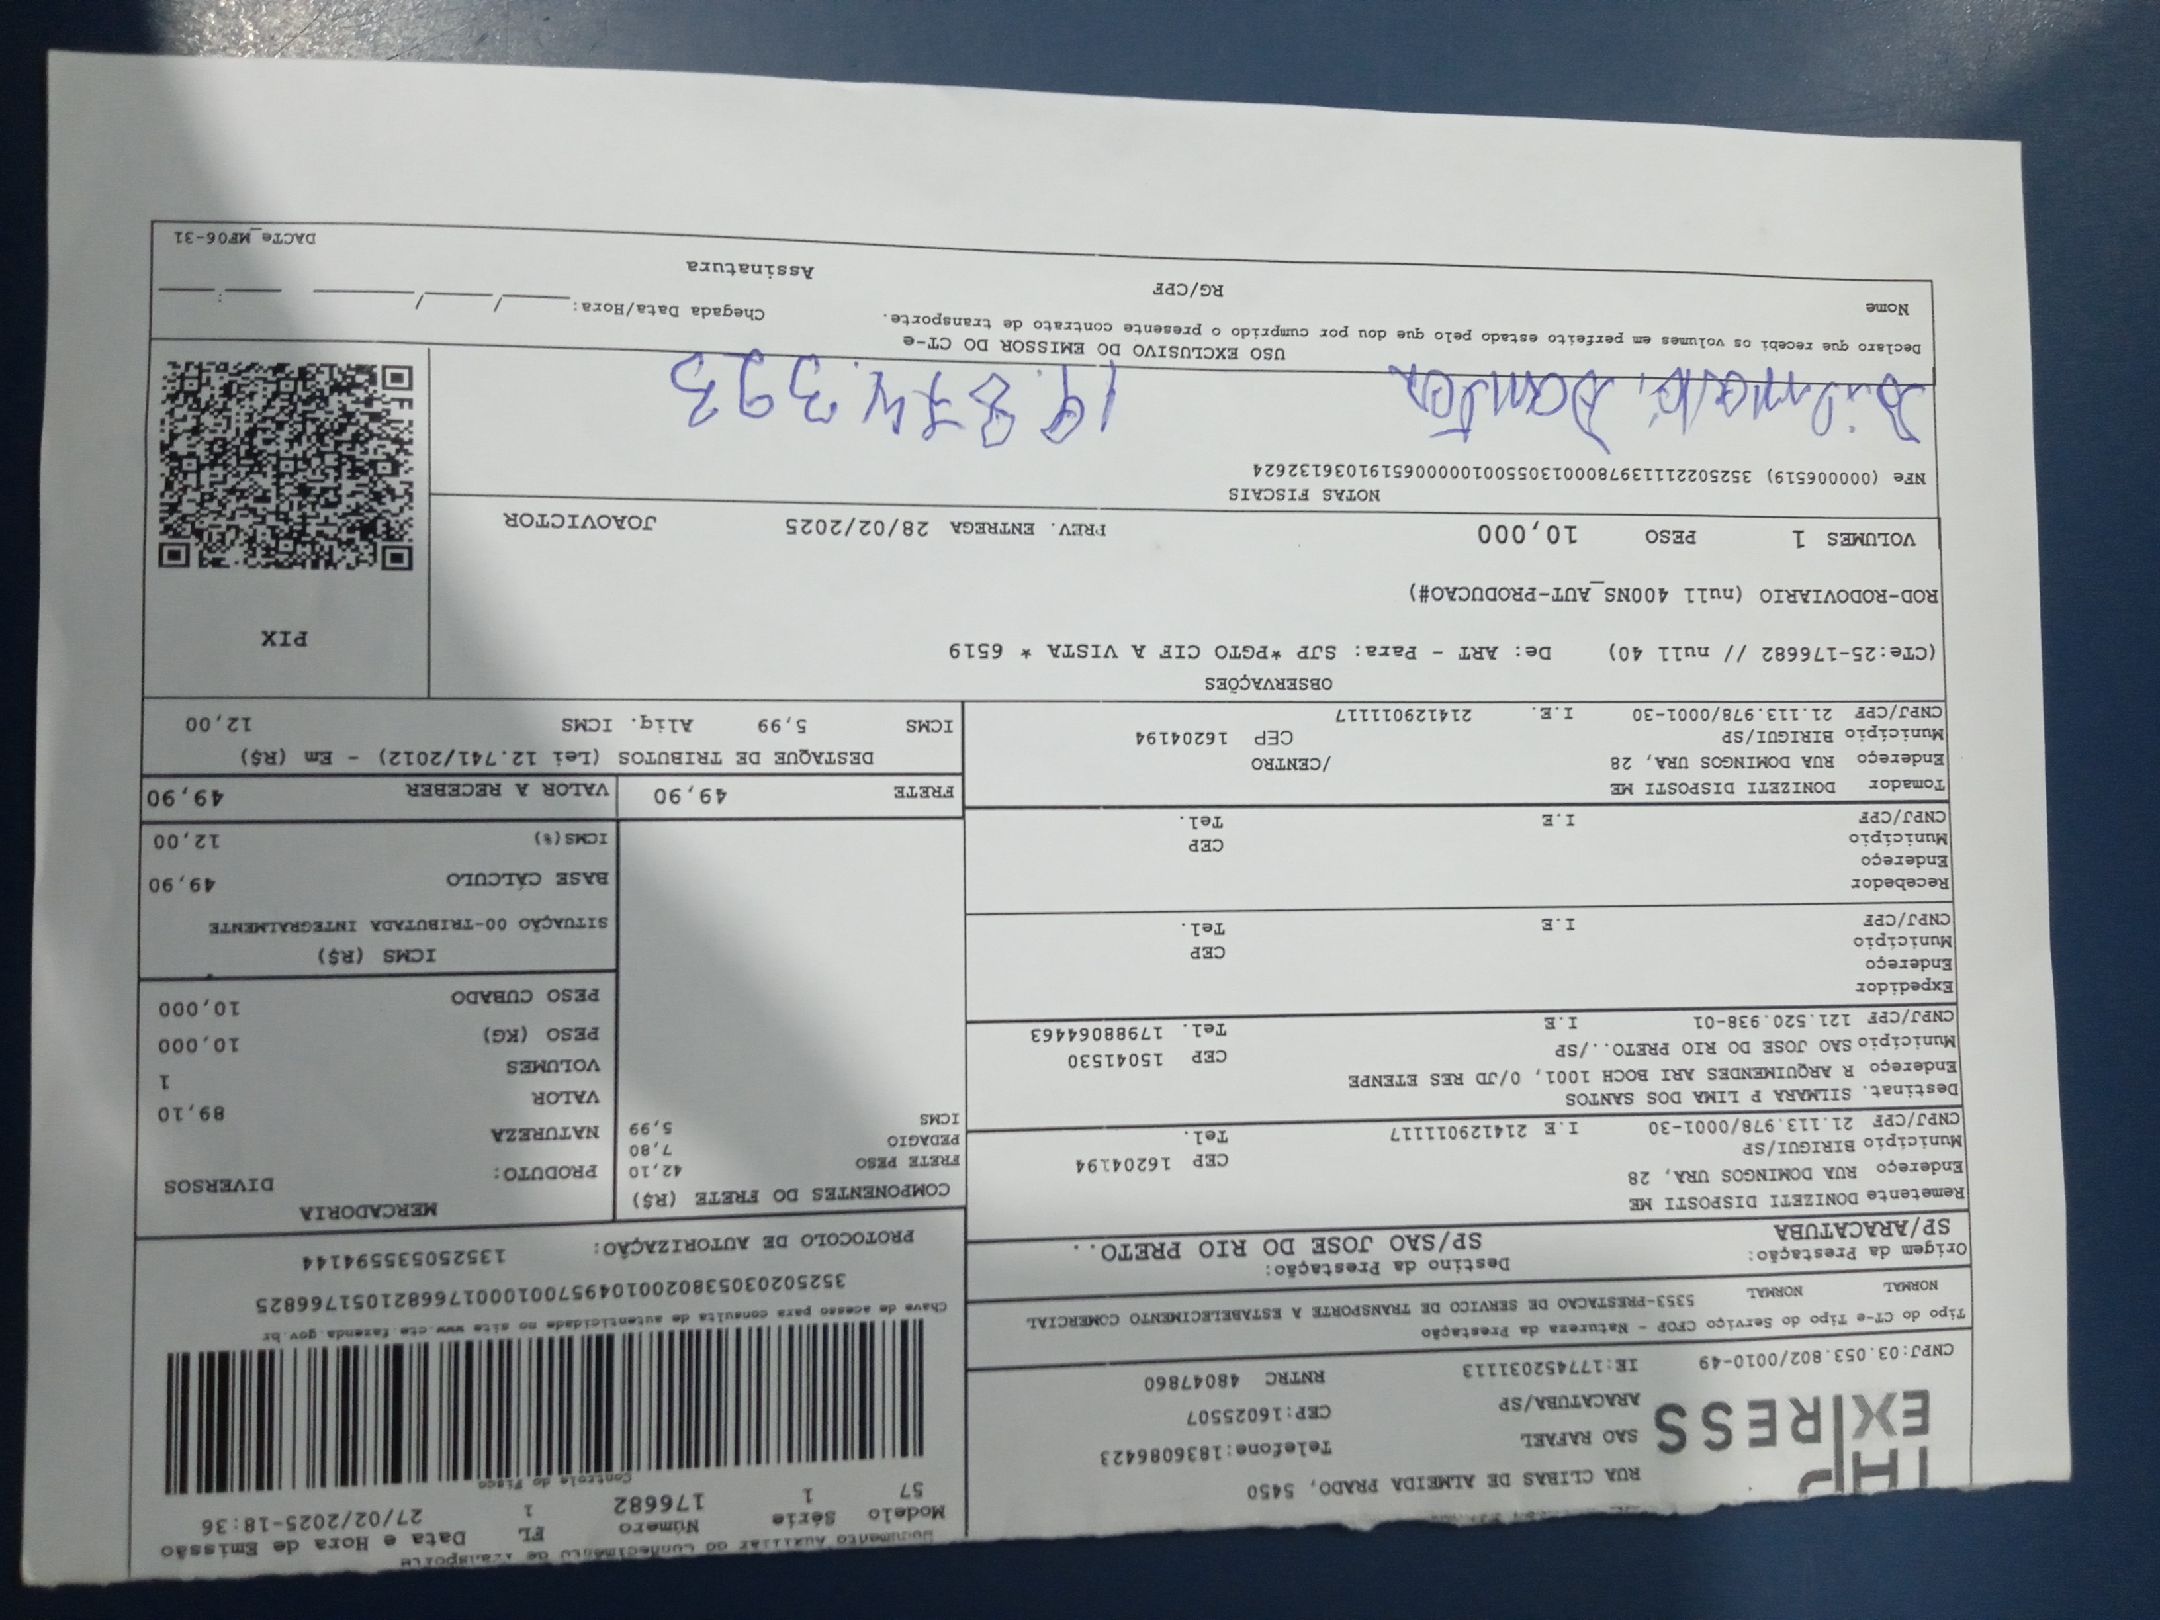 Documento Auxiliar do Conhecimento de Transporte
THP
EXPRESS
RUA CLIBAS DE ALMEIDA PRADO, 5450
SAO RAFAEL Telefone:1836086423
ARACATUBA/SP CEP:16025507
CNPJ:03.053.802/0010-49 IE:177452031113 RNTRC 48047860
Modelo Série Número FL Data e Hora de Emissão
57 1 176682 1 27/02/2025-18:36
Controle do Fisco
Chave de acesso para consulta de autenticidade no site www.cte.fazenda.gov.br
35250203053802001049570010001766821051766825
PROTOCOLO DE AUTORIZAÇÃO: 135250535594144
Tipo do CT-e Tipo do Serviço CFOP - Natureza da Prestação
NORMAL NORMAL 5353-PRESTACAO DE SERVICO DE TRANSPORTE A ESTABELECIMENTO COMERCIAL
Origem da Prestação: Destino da Prestação:
SP/ARACATUBA SP/SAO JOSE DO RIO PRETO..
Remetente DONIZETI DISPOSTI ME
Endereço RUA DOMINGOS URA, 28
Município BIRIGUI/SP CEP 16204194
CNPJ/CPF 21.113.978/0001-30 I.E 214129011117 Tel.
Destinat. SILMARA P LIMA DOS SANTOS
Endereço R ARQUIMENDES ARI BOCH 1001, 0/JD RES ETENPE
Município SAO JOSE DO RIO PRETO../SP CEP 15041530
CNPJ/CPF 121.520.938-01 I.E Tel. 17988064463
Expedidor
Endereço
Município CEP
CNPJ/CPF I.E Tel.
Recebedor
Endereço
Município CEP
CNPJ/CPF I.E Tel.
Tomador DONIZETI DISPOSTI ME
Endereço RUA DOMINGOS URA, 28 /CENTRO
Município BIRIGUI/SP CEP 16204194
CNPJ/CPF 21.113.978/0001-30 I.E. 214129011117
COMPONENTES DO FRETE (R$)
FRETE PESO 42,10
PEDAGIO 7,80
ICMS 5,99
MERCADORIA
PRODUTO: DIVERSOS
NATUREZA
VALOR 89,10
VOLUMES 1
PESO (KG) 10,000
PESO CUBADO 10,000
ICMS (R$)
SITUAÇÃO 00-TRIBUTADA INTEGRALMENTE
BASE CÁLCULO 49,90
ICMS(%) 12,00
FRETE 49,90 VALOR A RECEBER 49,90
DESTAQUE DE TRIBUTOS (Lei 12.741/2012) - Em (R$)
ICMS 5,99 Aliq. ICMS 12,00
OBSERVAÇÕES
(CTe:25-176682 // null 40) De: ART - Para: SJP *PGTO CIF A VISTA * 6519
ROD-RODOVIARIO (null 400NS_AUT-PRODUCAO#)
PIX
VOLUMES 1 PESO 10,000 PREV. ENTREGA 28/02/2025 JOAOVICTOR
NOTAS FISCAIS
NFe (000006519) 35250221113978000130550010000065191036132624
Silmara, Santos 19.874.393
USO EXCLUSIVO DO EMISSOR DO CT-e
Declaro que recebi os volumes em perfeito estado pelo que dou por cumprido o presente contrato de transporte. Chegada Data/Hora: ____/____/______ ___:___
Nome RG/CPF Assinatura
DACTe_MF06-31